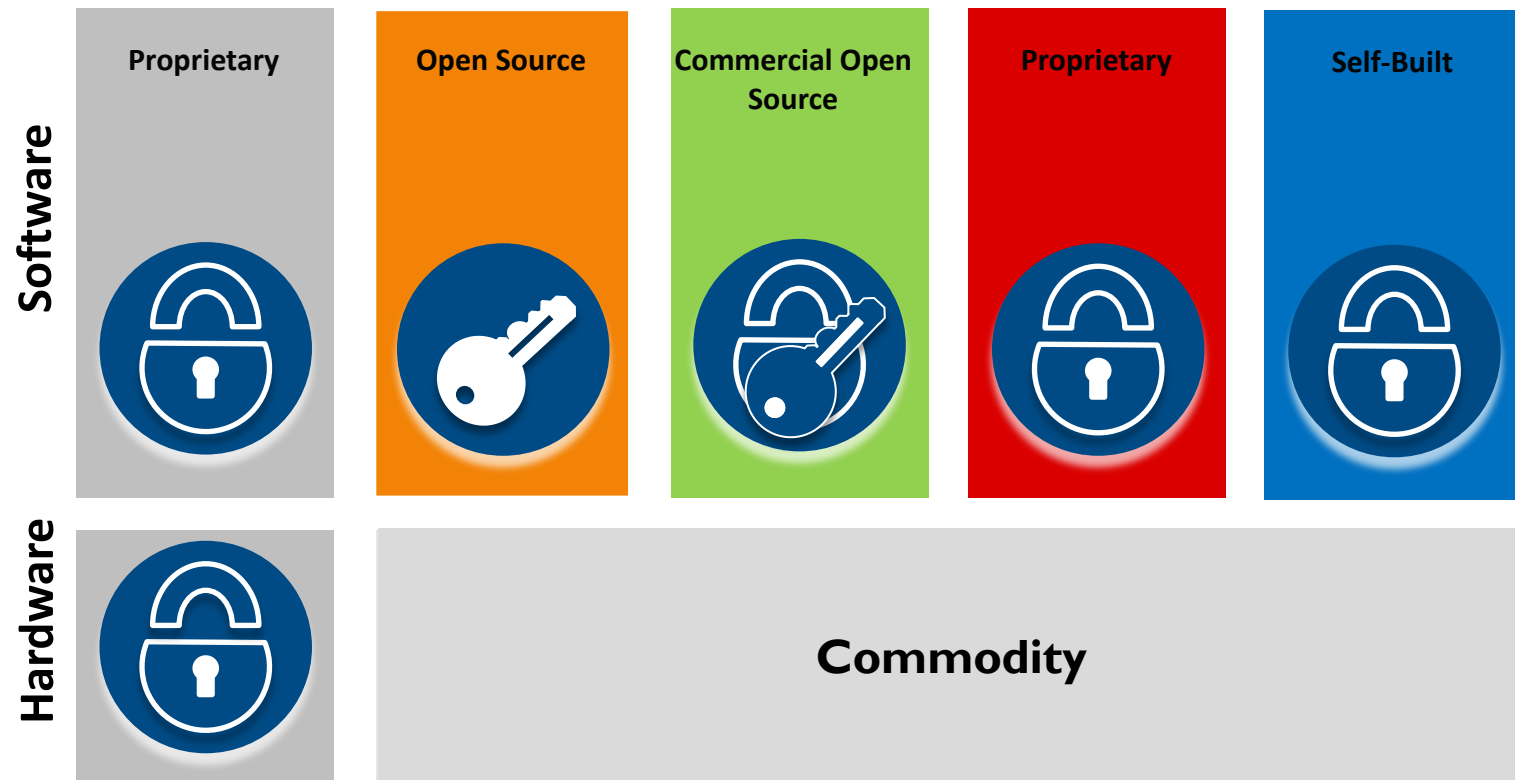 Software
Proprietary
Open Source
Commercial Open
Source
Proprietary
Self-Built
Hardware
Commodity